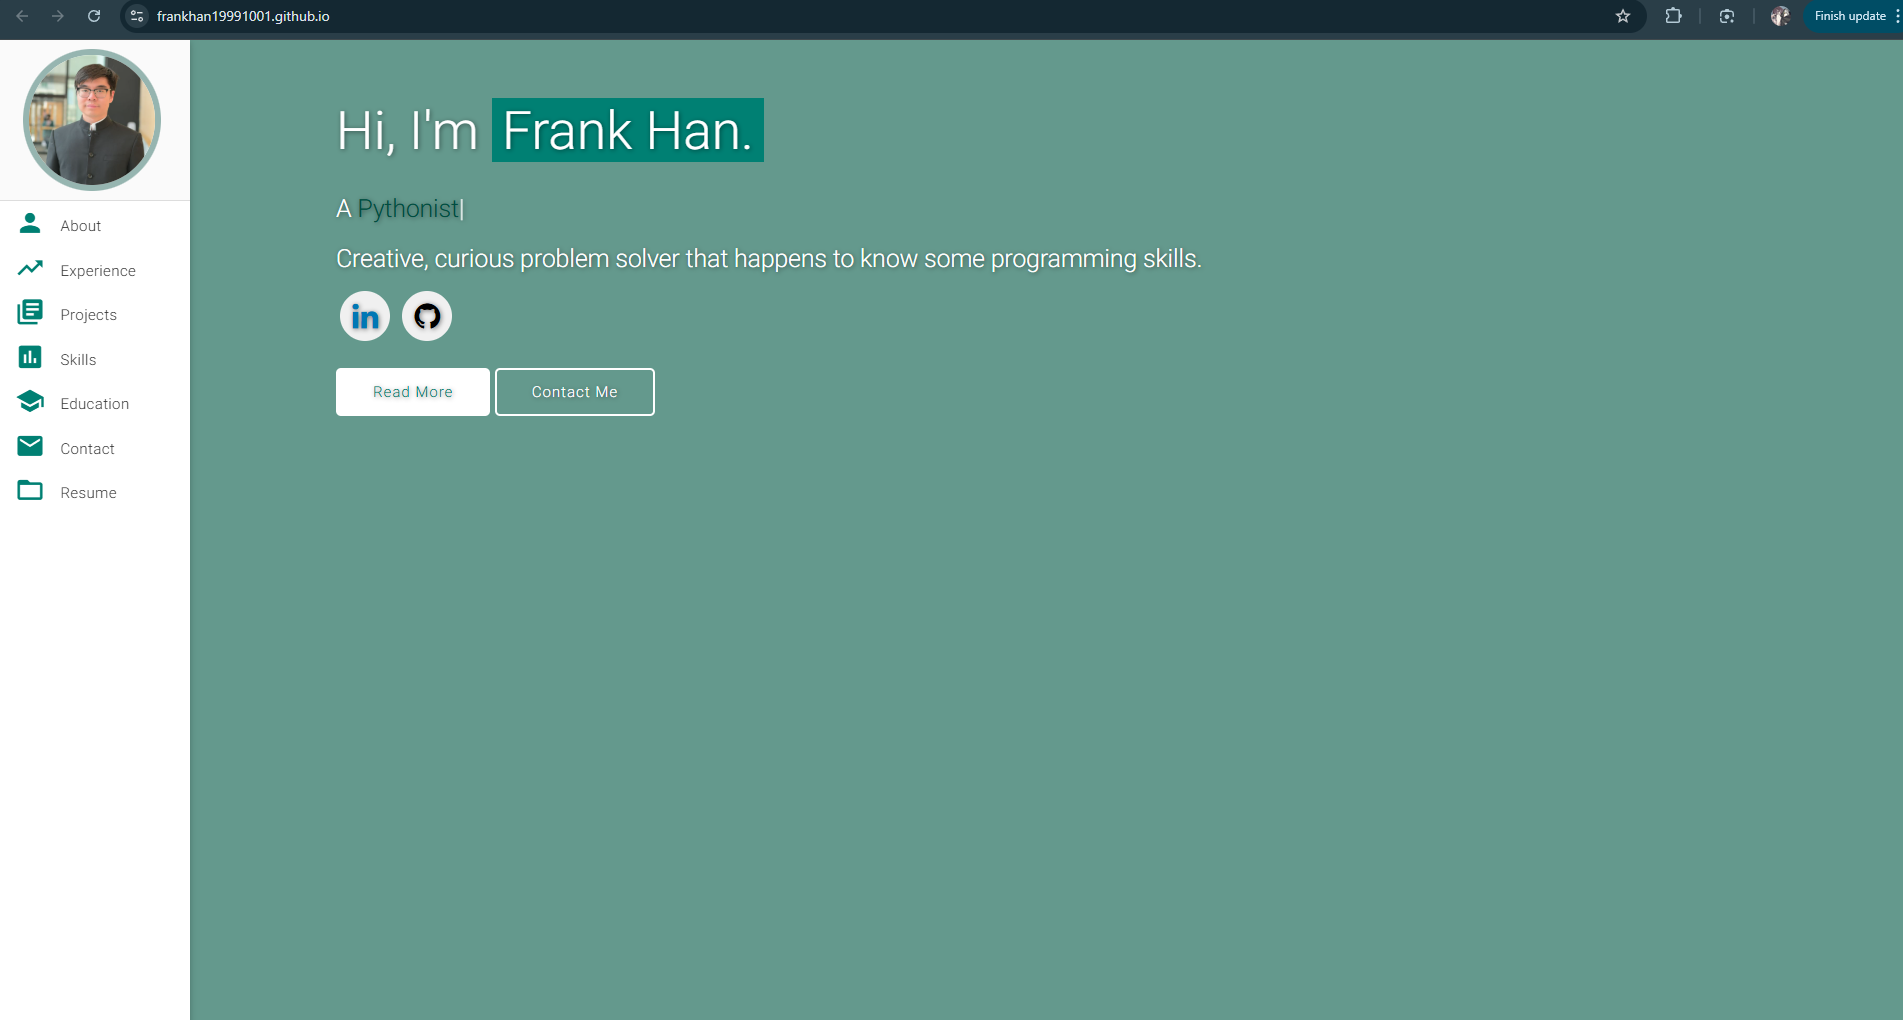 frankhan19991001.github.io
Finish update
Hi, I'm Frank Han.
A Pythonist|
Creative, curious problem solver that happens to know some programming skills.
in
Read More
Contact Me
About
Experience
Projects
Skills
Education
Contact
Resume